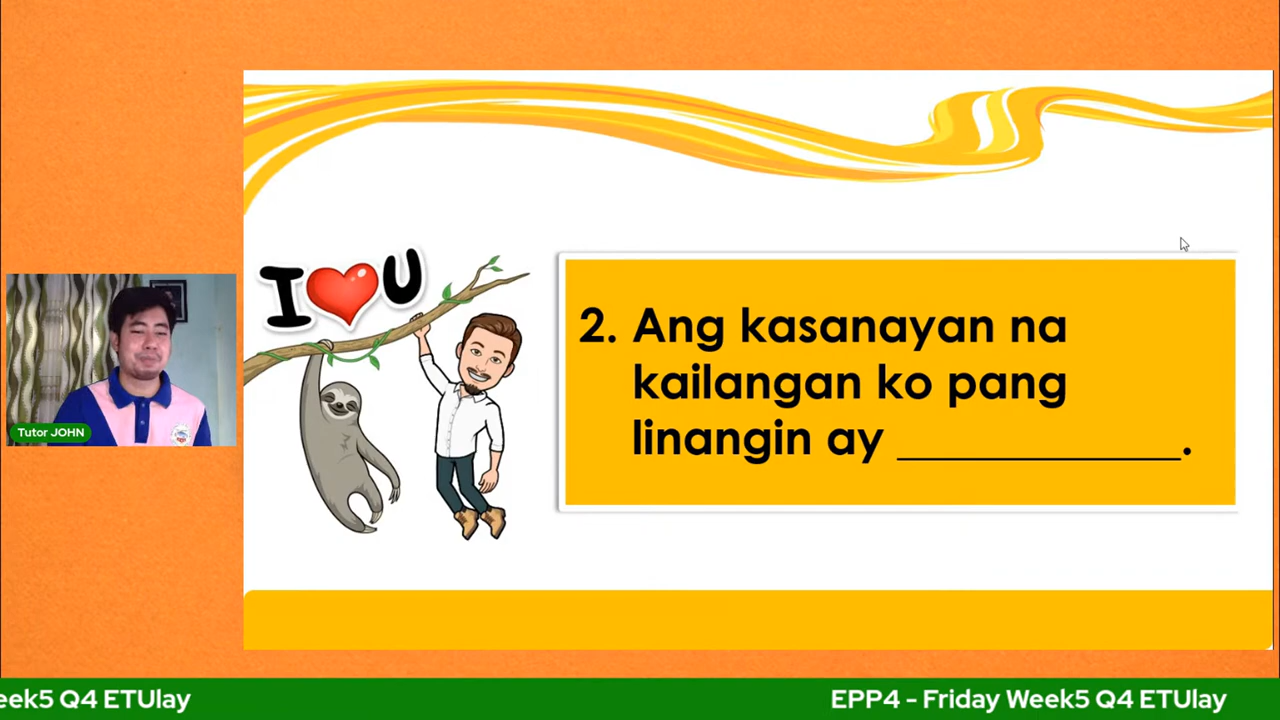 I ❤ U
2. Ang kasanayan na
kailangan ko pang
linangin ay ____________.
Tutor JOHN
eek5 Q4 ETUlay
EPP4 - Friday Week5 Q4 ETUlay